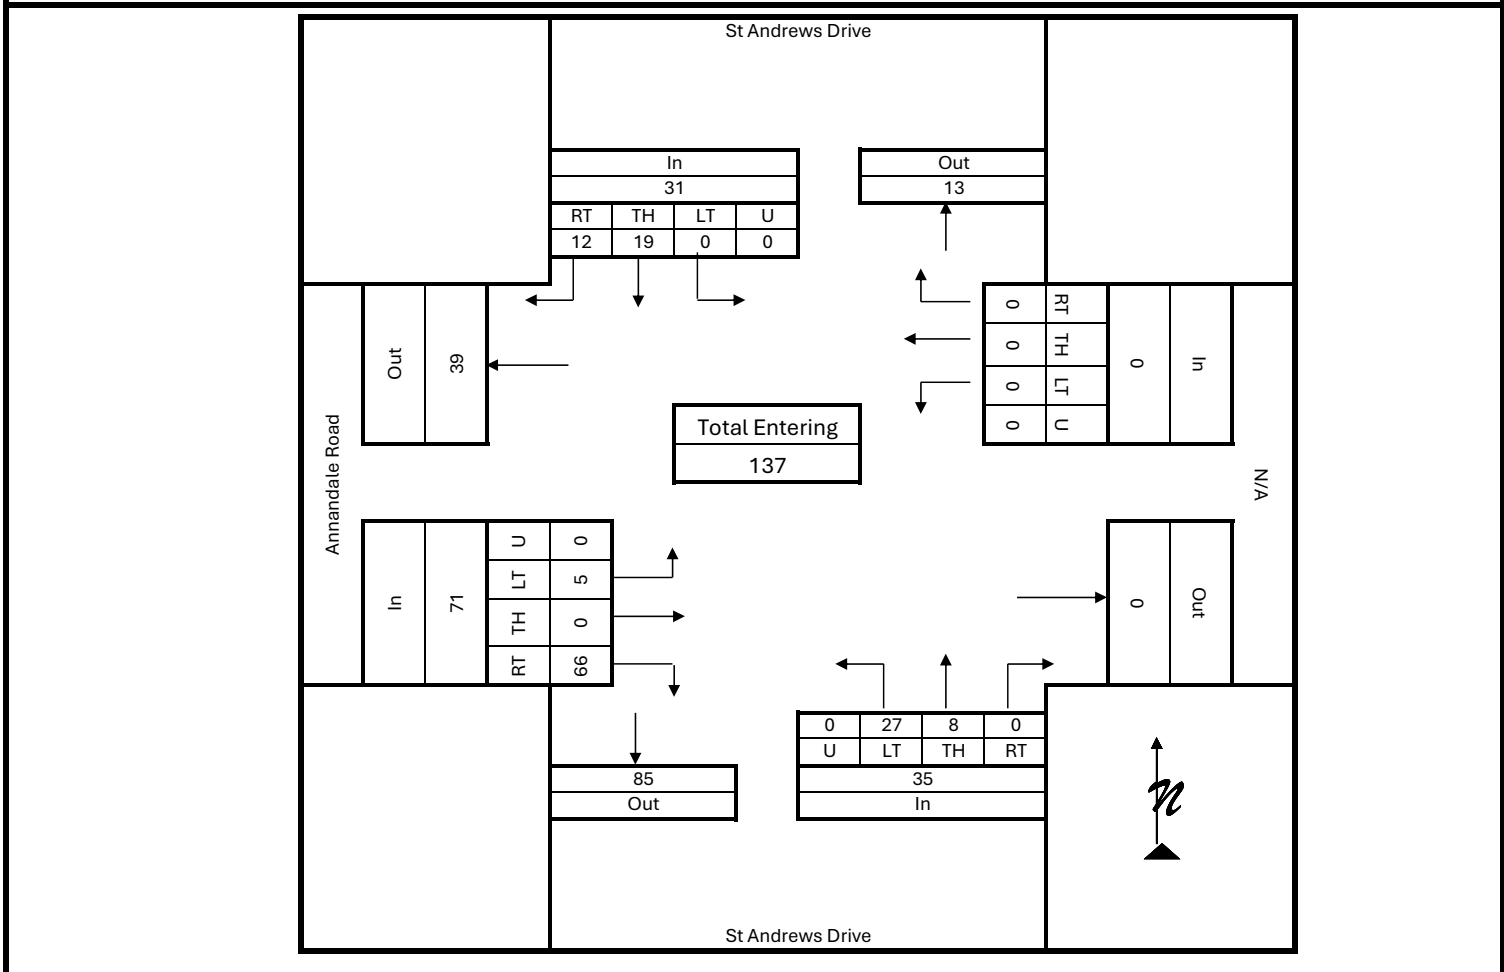 St Andrews Drive
In
31
RT TH LT U
12 19 0 0
Out
13
Out
39
Annandale Road
0 RT
0 TH
0 LT
0 U
0
In
Total Entering
137
N/A
In
71
U 0
LT 5
TH 0
RT 66
0
Out
0 27 8 0
U LT TH RT
35
In
85
Out
N
St Andrews Drive